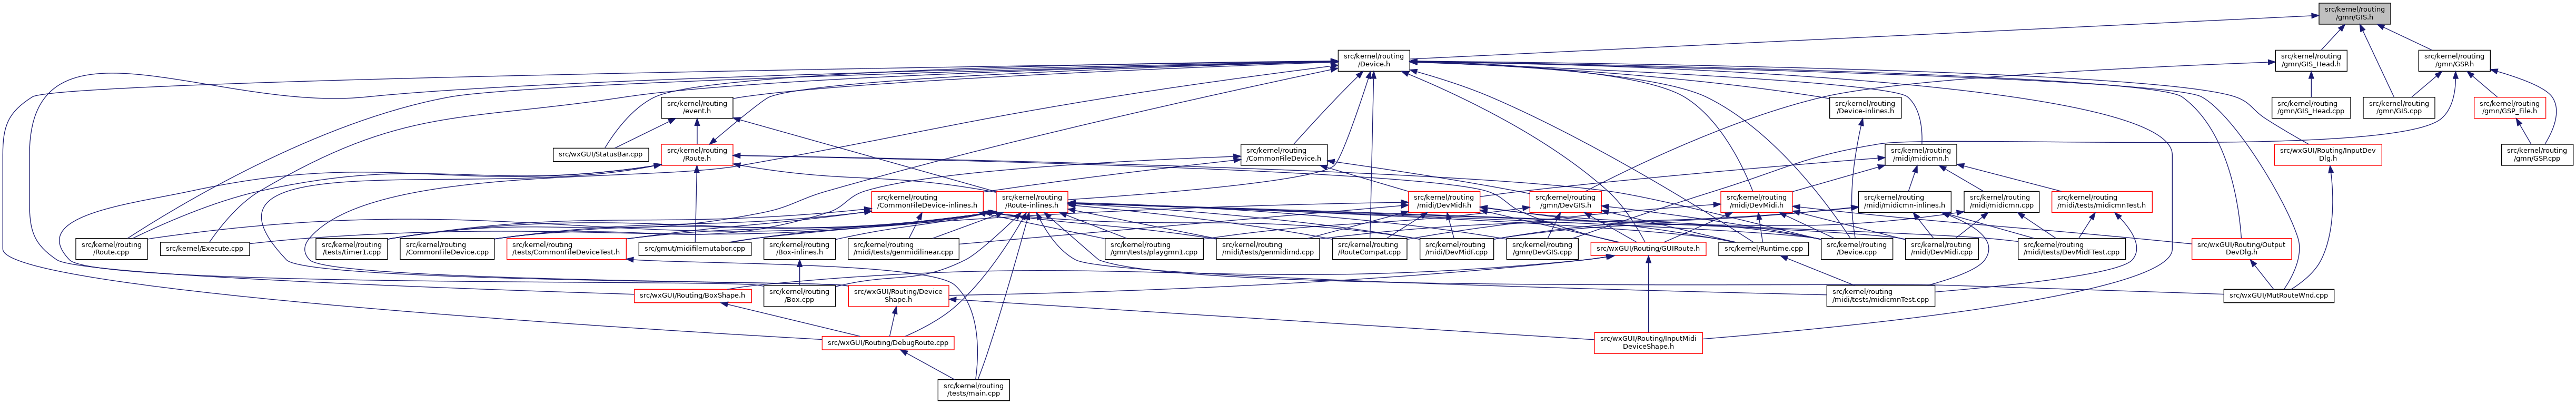 src/kernel/routing
/gmn/GIS.h
src/kernel/routing
/Device.h
src/kernel/routing
/gmn/GIS_Head.h
src/kernel/routing
/gmn/GSP.h
src/kernel/routing
/event.h
src/kernel/routing
/Device-inlines.h
src/kernel/routing
/gmn/GIS_Head.cpp
src/kernel/routing
/gmn/GIS.cpp
src/kernel/routing
/gmn/GSP_File.h
src/wxGUI/StatusBar.cpp
src/kernel/routing
/Route.h
src/kernel/routing
/CommonFileDevice.h
src/kernel/routing
/midi/midicmn.h
src/wxGUI/Routing/InputDev
Dlg.h
src/kernel/routing
/gmn/GSP.cpp
src/kernel/routing
/CommonFileDevice-inlines.h
src/kernel/routing
/Route-inlines.h
src/kernel/routing
/midi/DevMidF.h
src/kernel/routing
/gmn/DevGIS.h
src/kernel/routing
/midi/DevMidi.h
src/kernel/routing
/midi/midicmn-inlines.h
src/kernel/routing
/midi/midicmn.cpp
src/kernel/routing
/midi/tests/midicmnTest.h
src/kernel/routing
/Route.cpp
src/kernel/Execute.cpp
src/kernel/routing
/tests/timer1.cpp
src/kernel/routing
/CommonFileDevice.cpp
src/kernel/routing
/tests/CommonFileDeviceTest.h
src/gmut/midifilemutabor.cpp
src/kernel/routing
/Box-inlines.h
src/kernel/routing
/midi/tests/genmidilinear.cpp
src/kernel/routing
/gmn/tests/playgmn1.cpp
src/kernel/routing
/midi/tests/genmidirnd.cpp
src/kernel/routing
/RouteCompat.cpp
src/kernel/routing
/midi/DevMidF.cpp
src/kernel/routing
/gmn/DevGIS.cpp
src/wxGUI/Routing/GUIRoute.h
src/kernel/Runtime.cpp
src/kernel/routing
/Device.cpp
src/kernel/routing
/midi/DevMidi.cpp
src/kernel/routing
/midi/tests/DevMidFTest.cpp
src/wxGUI/Routing/Output
DevDlg.h
src/wxGUI/Routing/BoxShape.h
src/kernel/routing
/Box.cpp
src/wxGUI/Routing/Device
Shape.h
src/kernel/routing
/midi/tests/midicmnTest.cpp
src/wxGUI/MutRouteWnd.cpp
src/wxGUI/Routing/DebugRoute.cpp
src/wxGUI/Routing/InputMidi
DeviceShape.h
src/kernel/routing
/tests/main.cpp